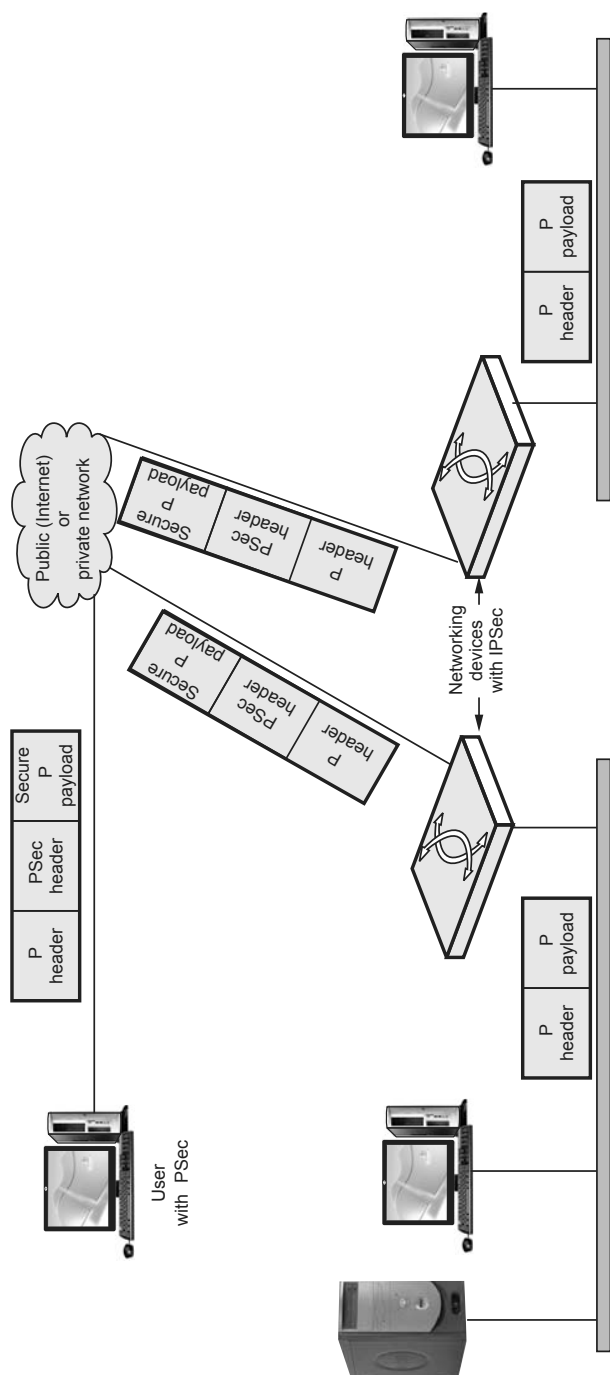 P
header
PSec
header
Secure
P
payload
Public (Internet)
or
private network
User
with PSec
P
header
PSec
header
Secure
P
payload
P
header
PSec
header
Secure
P
payload
Networking
devices
with IPSec
P
header
P
payload
P
header
P
payload